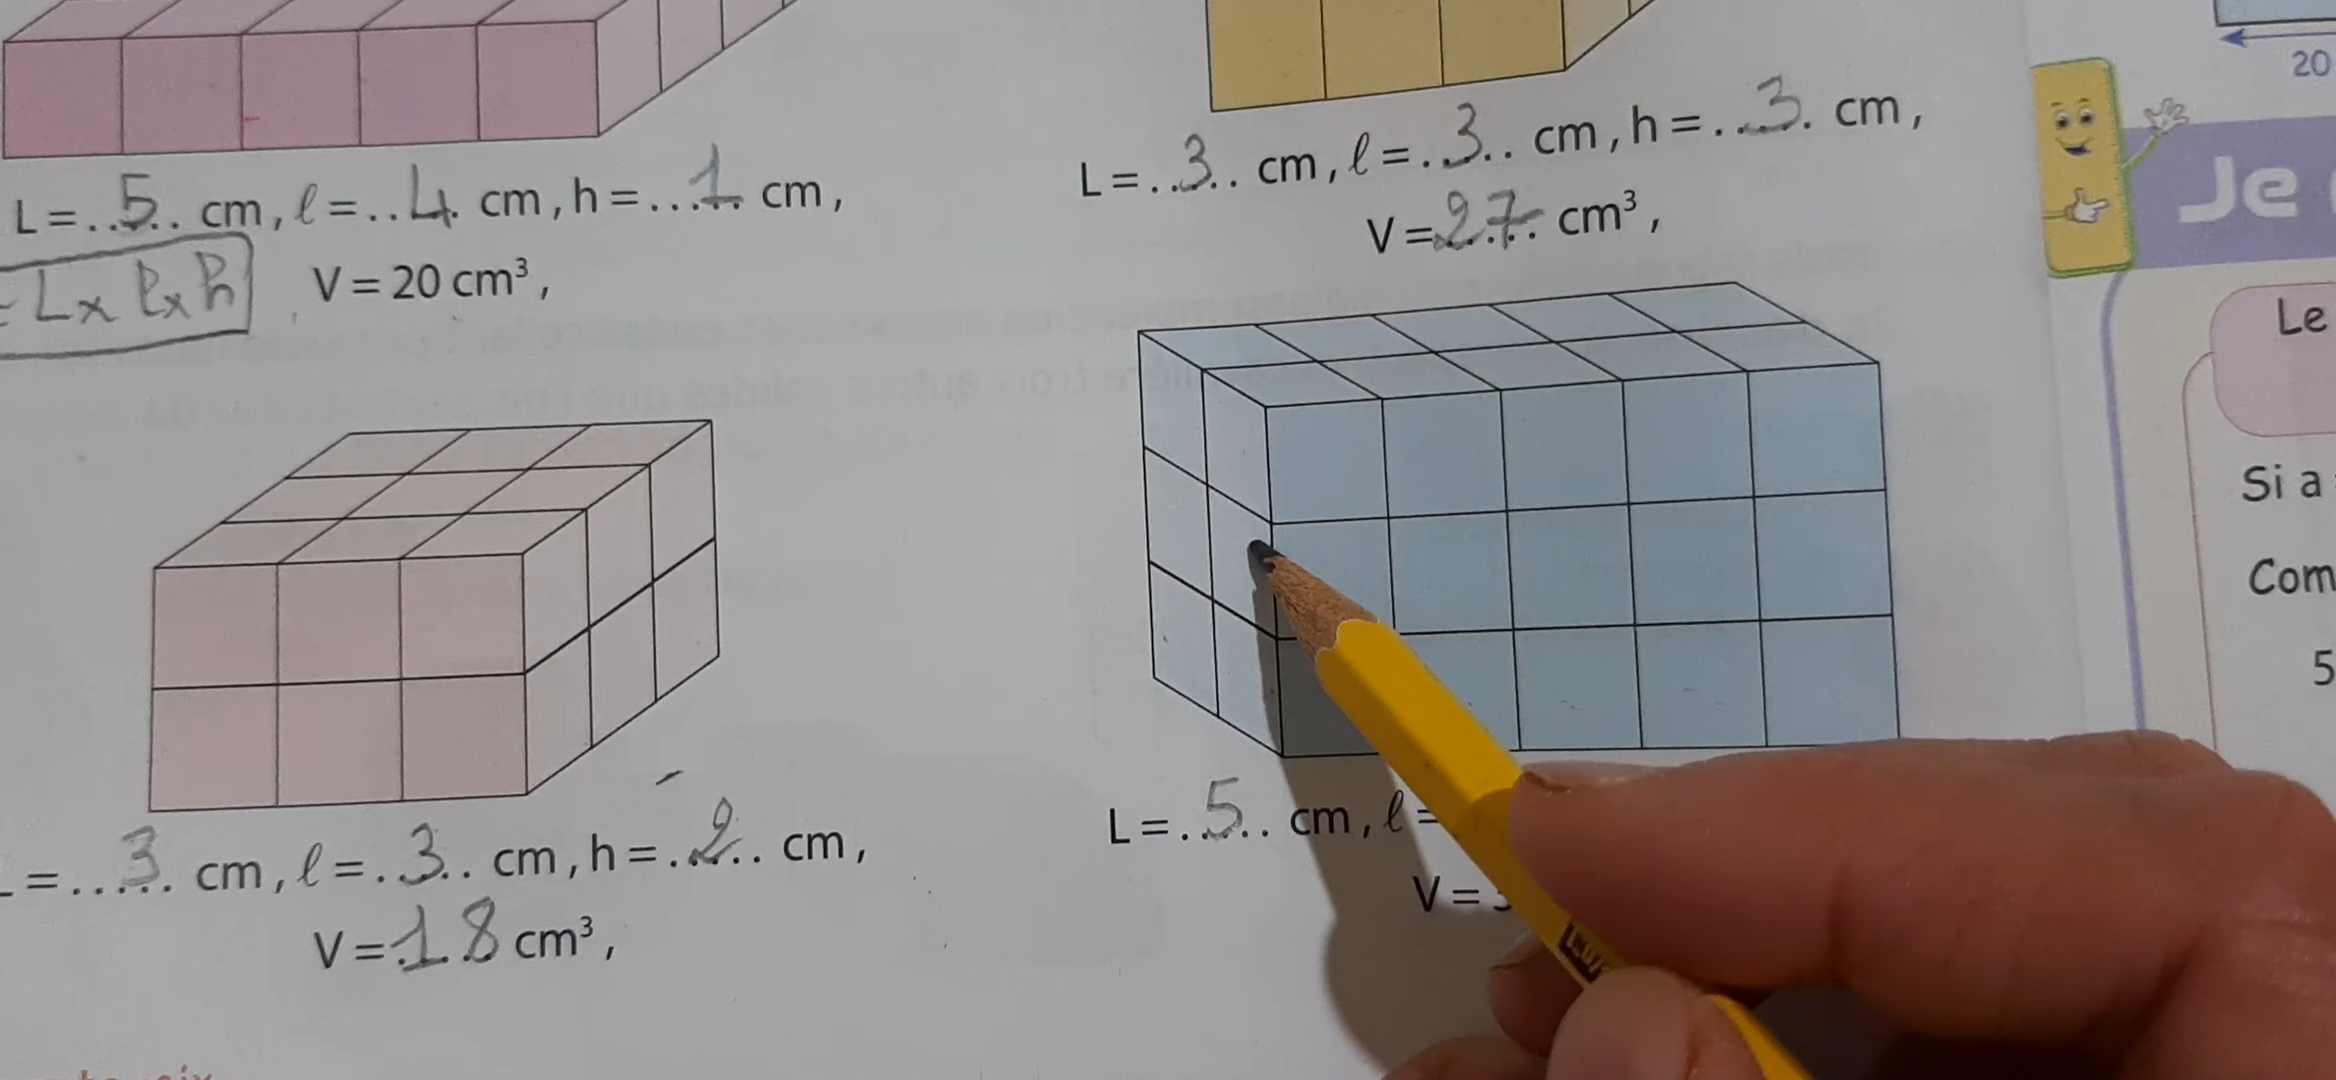 L = ..5.. cm, ℓ = ..4. cm, h = ...1. cm,
= L x l x h
V = 20 cm³,
L = ..3.. cm, ℓ = ..3.. cm, h = ...3. cm,
V = 27 cm³,
20
Je
Le
Si a
Com
5
= ...3.. cm, ℓ = .3.. cm, h = .2.. cm,
V = 18 cm³,
L = ..5.. cm, ℓ =
V =